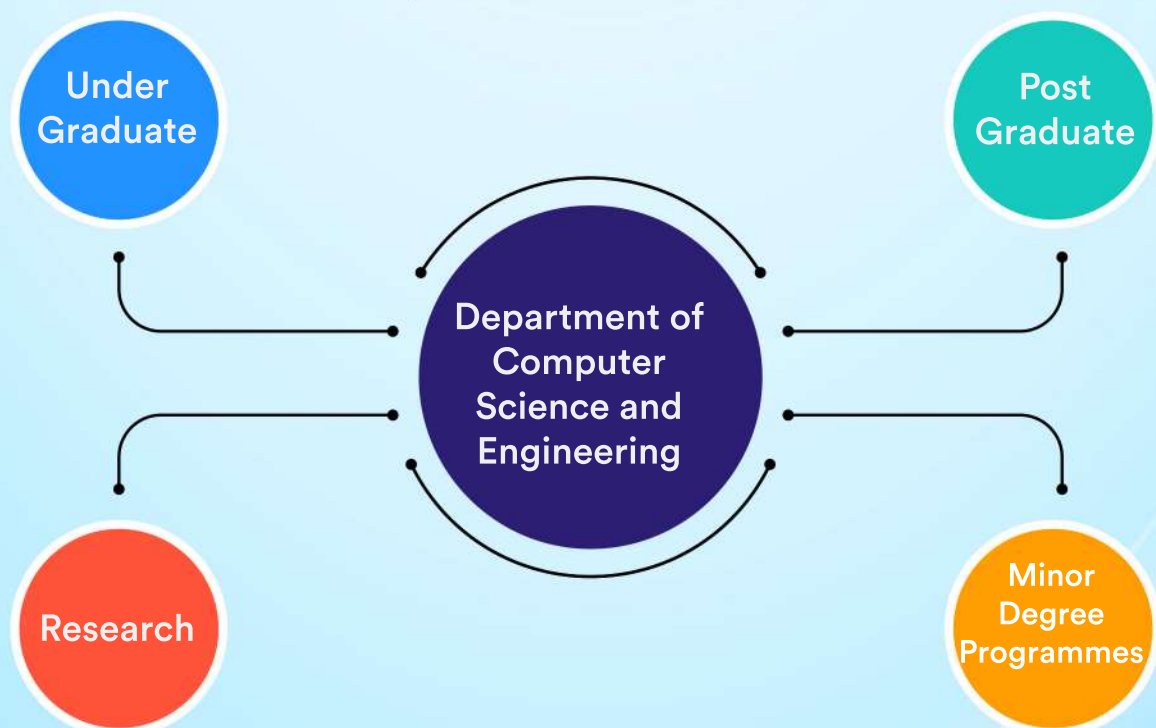 Under
Graduate
Post
Graduate
Department of
Computer
Science and
Engineering
Research
Minor
Degree
Programmes